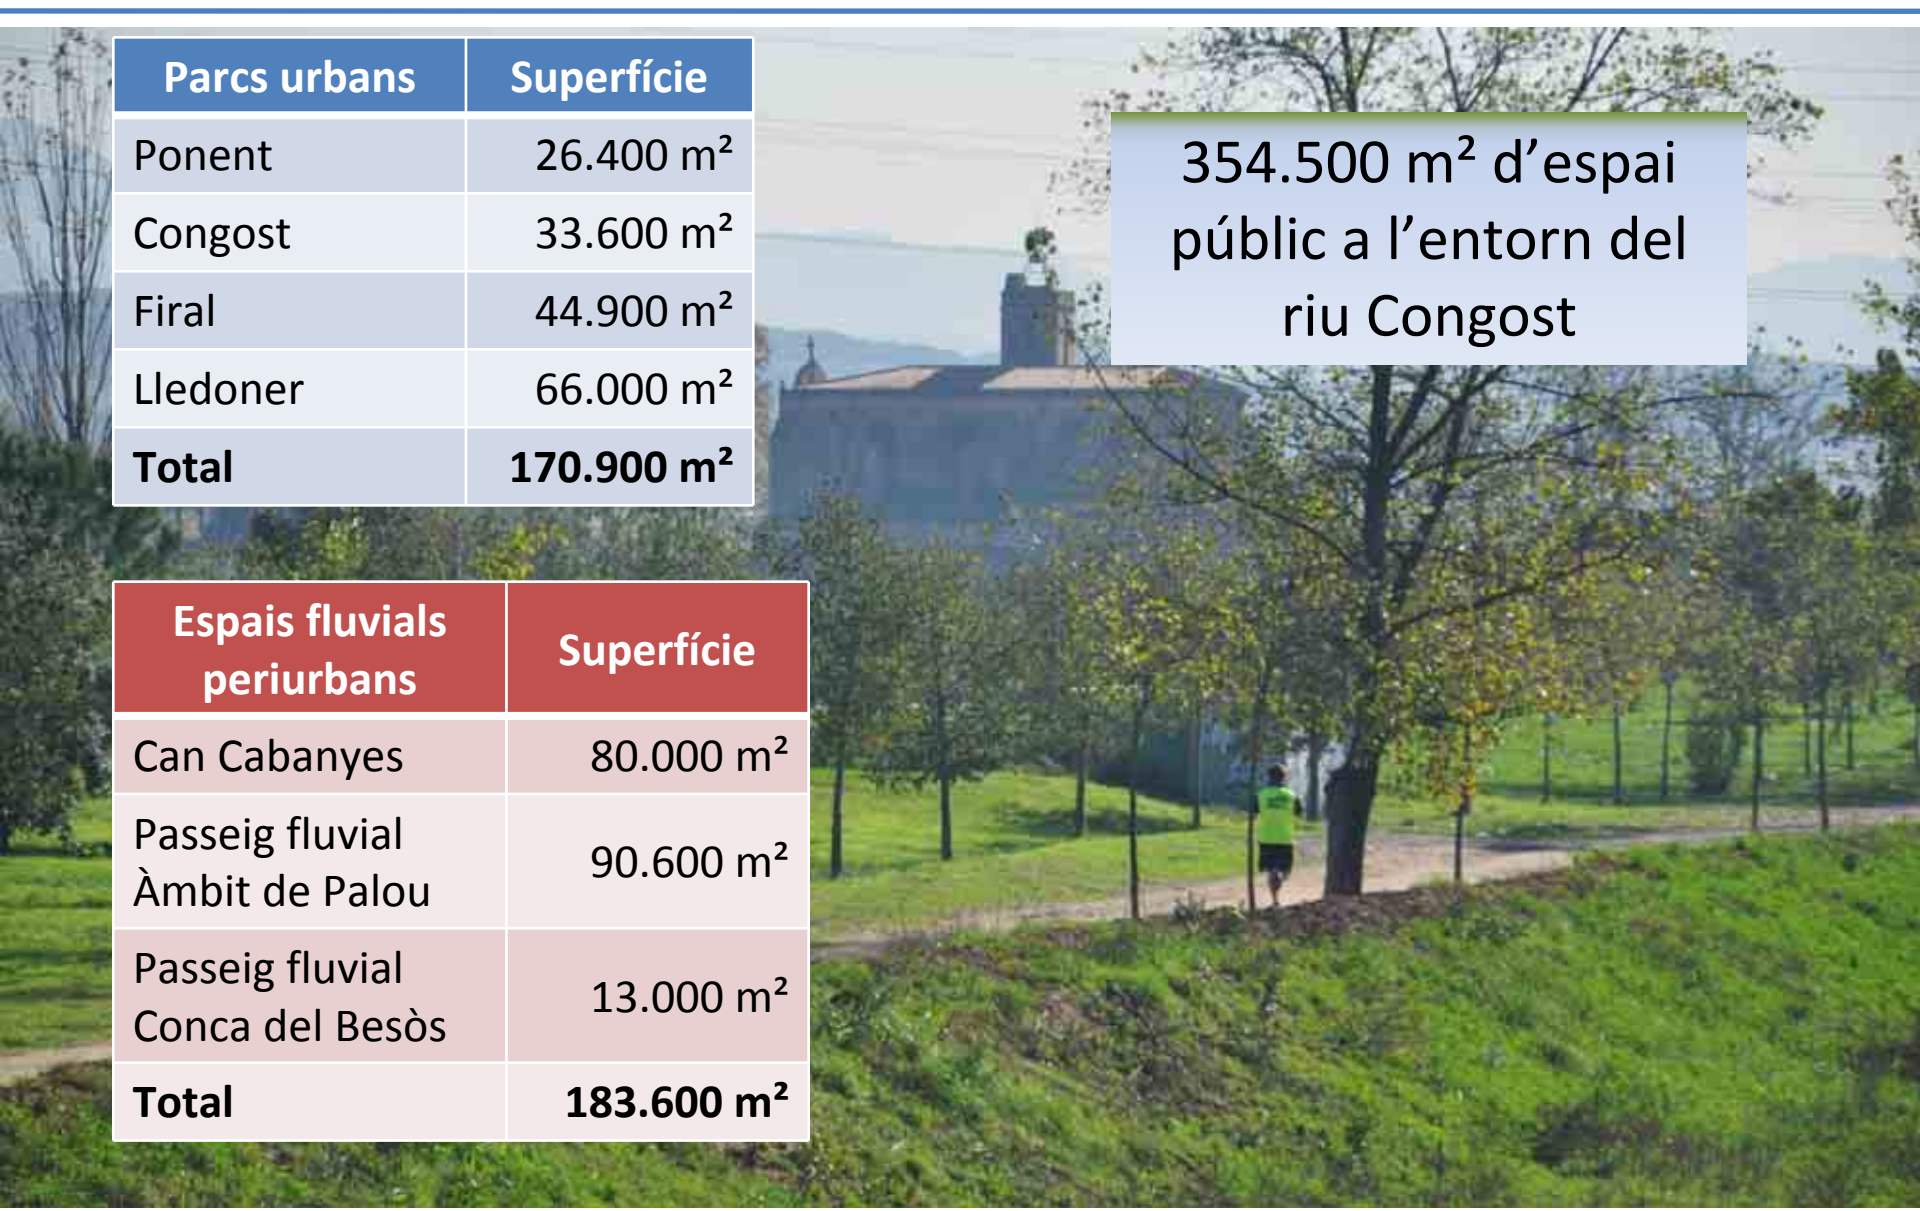 Parcs urbans Superfície
Ponent 26.400 m²
Congost 33.600 m²
Firal 44.900 m²
Lledoner 66.000 m²
Total 170.900 m²
354.500 m² d’espai
públic a l’entorn del
riu Congost
Espais fluvials
periurbans
Superfície
Can Cabanyes 80.000 m²
Passeig fluvial
Àmbit de Palou
90.600 m²
Passeig fluvial
Conca del Besòs
13.000 m²
Total 183.600 m²